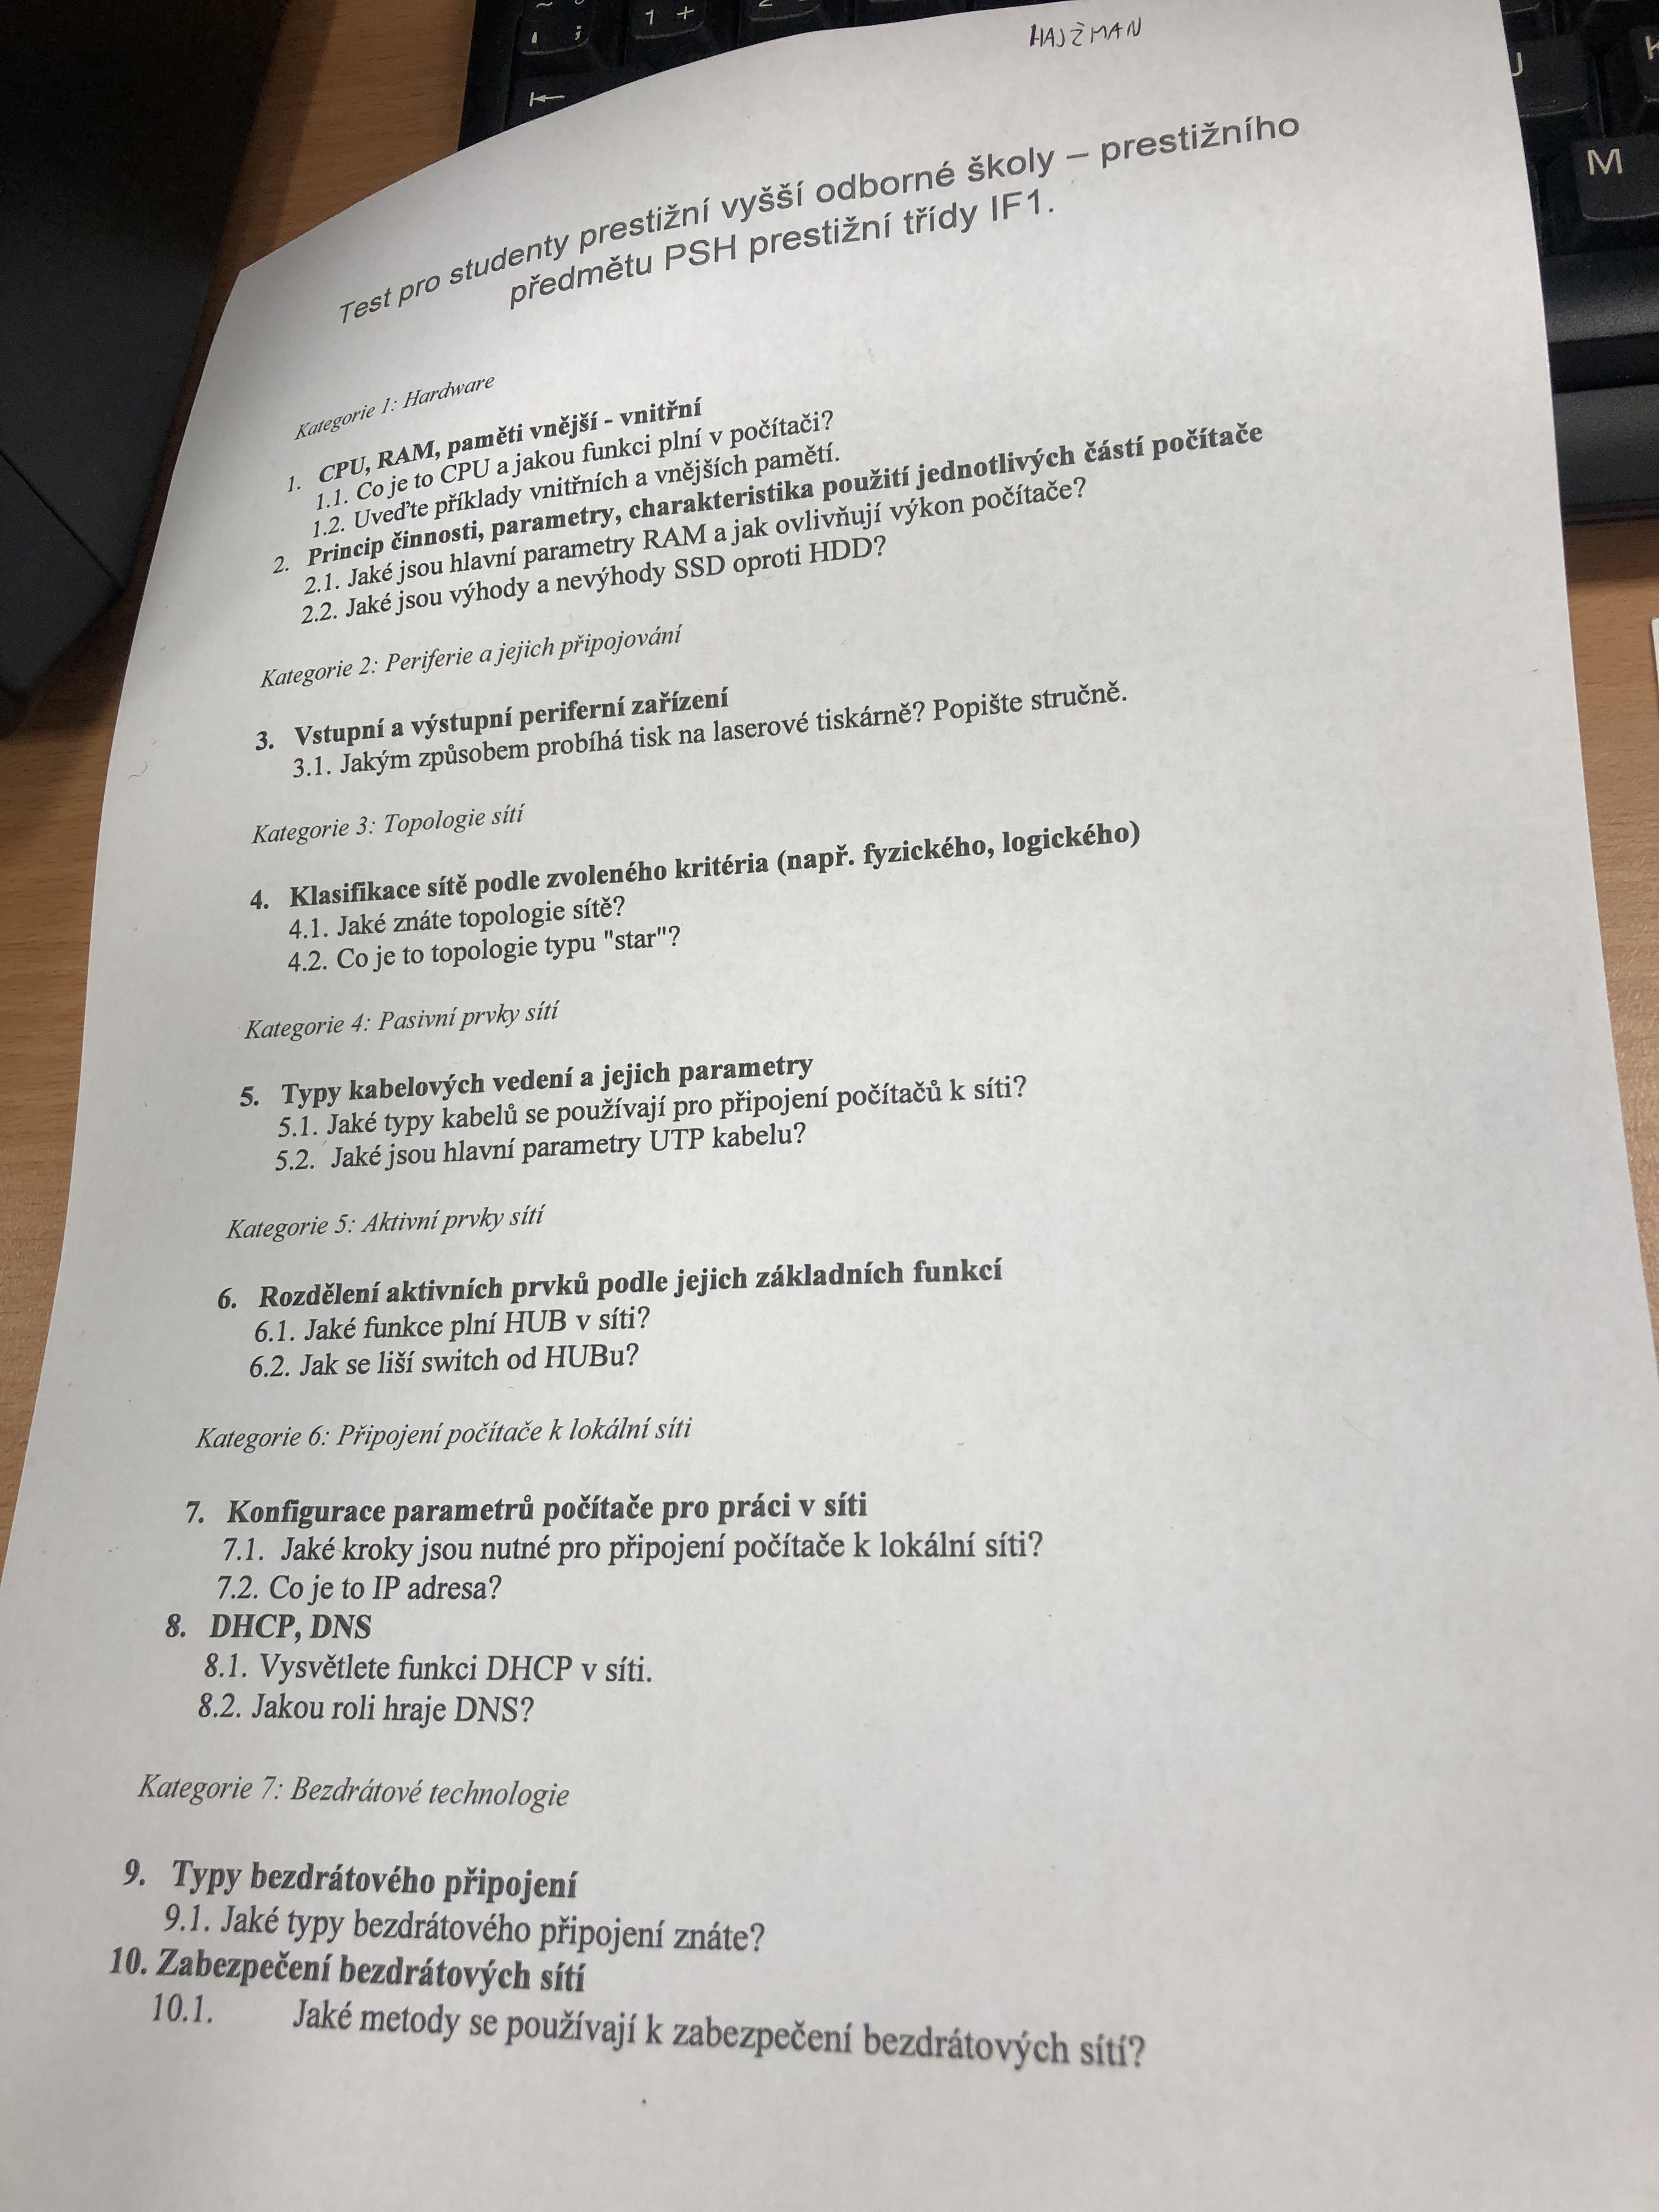 HAJŽMAN
Test pro studenty prestižní vyšší odborné školy – prestižního
předmětu PSH prestižní třídy IF1.
Kategorie 1: Hardware
1. CPU, RAM, paměti vnější - vnitřní
1.1. Co je to CPU a jakou funkci plní v počítači?
1.2. Uveďte příklady vnitřních a vnějších pamětí.
2. Princip činnosti, parametry, charakteristika použití jednotlivých částí počítače
2.1. Jaké jsou hlavní parametry RAM a jak ovlivňují výkon počítače?
2.2. Jaké jsou výhody a nevýhody SSD oproti HDD?
Kategorie 2: Periferie a jejich připojování
3. Vstupní a výstupní periferní zařízení
3.1. Jakým způsobem probíhá tisk na laserové tiskárně? Popište stručně.
Kategorie 3: Topologie sítí
4. Klasifikace sítě podle zvoleného kritéria (např. fyzického, logického)
4.1. Jaké znáte topologie sítě?
4.2. Co je to topologie typu "star"?
Kategorie 4: Pasivní prvky sítí
5. Typy kabelových vedení a jejich parametry
5.1. Jaké typy kabelů se používají pro připojení počítačů k síti?
5.2. Jaké jsou hlavní parametry UTP kabelu?
Kategorie 5: Aktivní prvky sítí
6. Rozdělení aktivních prvků podle jejich základních funkcí
6.1. Jaké funkce plní HUB v síti?
6.2. Jak se liší switch od HUBu?
Kategorie 6: Připojení počítače k lokální síti
7. Konfigurace parametrů počítače pro práci v síti
7.1. Jaké kroky jsou nutné pro připojení počítače k lokální síti?
7.2. Co je to IP adresa?
8. DHCP, DNS
8.1. Vysvětlete funkci DHCP v síti.
8.2. Jakou roli hraje DNS?
Kategorie 7: Bezdrátové technologie
9. Typy bezdrátového připojení
9.1. Jaké typy bezdrátového připojení znáte?
10. Zabezpečení bezdrátových sítí
10.1. Jaké metody se používají k zabezpečení bezdrátových sítí?
1 +
M